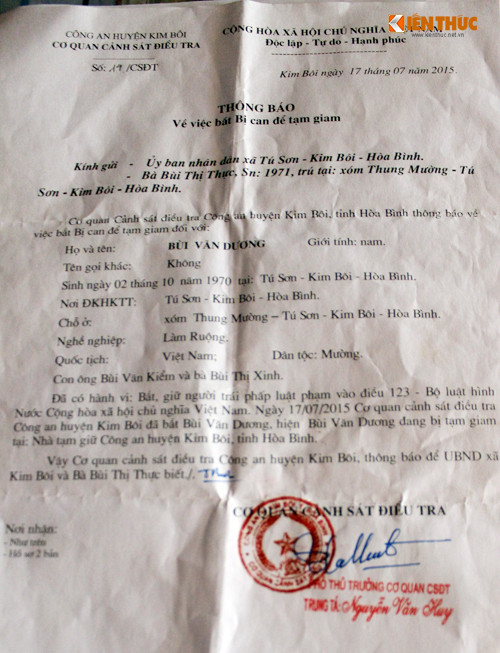 KIẾN THỨC
www.kienthuc.net.vn
CÔNG AN HUYỆN KIM BÔI
CƠ QUAN CẢNH SÁT ĐIỀU TRA
Số: 19 /CSĐT
CỘNG HÒA XÃ HỘI CHỦ NGHĨA VIỆT NAM
Độc lập - Tự do - Hạnh phúc
Kim Bôi ngày 17 tháng 07 năm 2015.
THÔNG BÁO
Về việc bắt Bị can để tạm giam
Kính gửi - Ủy ban nhân dân xã Tú Sơn - Kim Bôi - Hòa Bình.
- Bà Bùi Thị Thực, Sn: 1971, trú tại: xóm Thung Mường - Tú
Sơn - Kim Bôi - Hòa Bình.
Cơ quan Cảnh sát điều tra Công an huyện Kim Bôi, tỉnh Hòa Bình thông báo về
việc bắt Bị can để tạm giam đối với:
Họ và tên: BÙI VĂN DƯƠNG Giới tính: nam.
Tên gọi khác: Không
Sinh ngày 02 tháng 10 năm 1970 tại: Tú Sơn - Kim Bôi - Hòa Bình.
Nơi ĐKHKTT: Tú Sơn - Kim Bôi - Hòa Bình.
Chỗ ở: xóm Thung Mường – Tú Sơn - Kim Bôi - Hòa Bình.
Nghề nghiệp: Làm Ruộng.
Quốc tịch: Việt Nam; Dân tộc: Mường.
Con ông Bùi Văn Kiểm và bà Bùi Thị Xinh.
Đã có hành vi: Bắt, giữ người trái pháp luật phạm vào điều 123 - Bộ luật hình
Nước Cộng hòa xã hội chủ nghĩa Việt Nam. Ngày 17/07/2015 Cơ quan cảnh sát điều tra
Công an huyện Kim Bôi đã bắt Bùi Văn Dương, hiện Bùi Văn Dương đang bị tạm giam
tại: Nhà tạm giữ Công an huyện Kim Bôi, tỉnh Hòa Bình.
Vậy Cơ quan cảnh sát điều tra Công an huyện Kim Bôi, thông báo để UBND xã
Kim Bôi và Bà Bùi Thị Thực biết./.
CƠ QUAN CẢNH SÁT ĐIỀU TRA
Nơi nhận:
- Như trên
- Hồ sơ 2 bản
PHÓ THỦ TRƯỞNG CƠ QUAN CSĐT
TRUNG TÁ: Nguyễn Văn Huy